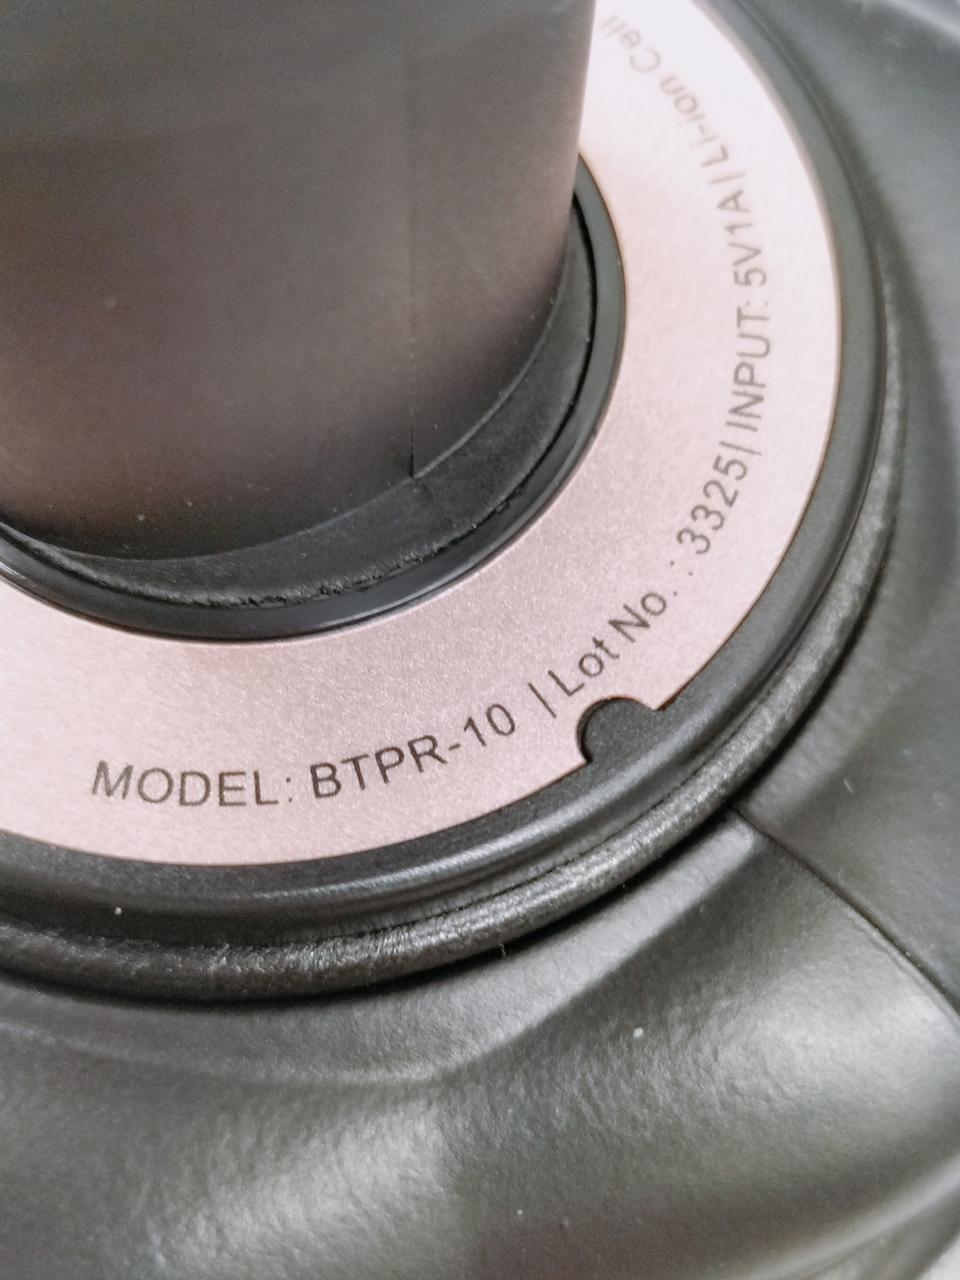 MODEL: BTPR-10 | Lot No. : 3325 | INPUT: 5V1A | Li-ion Cell